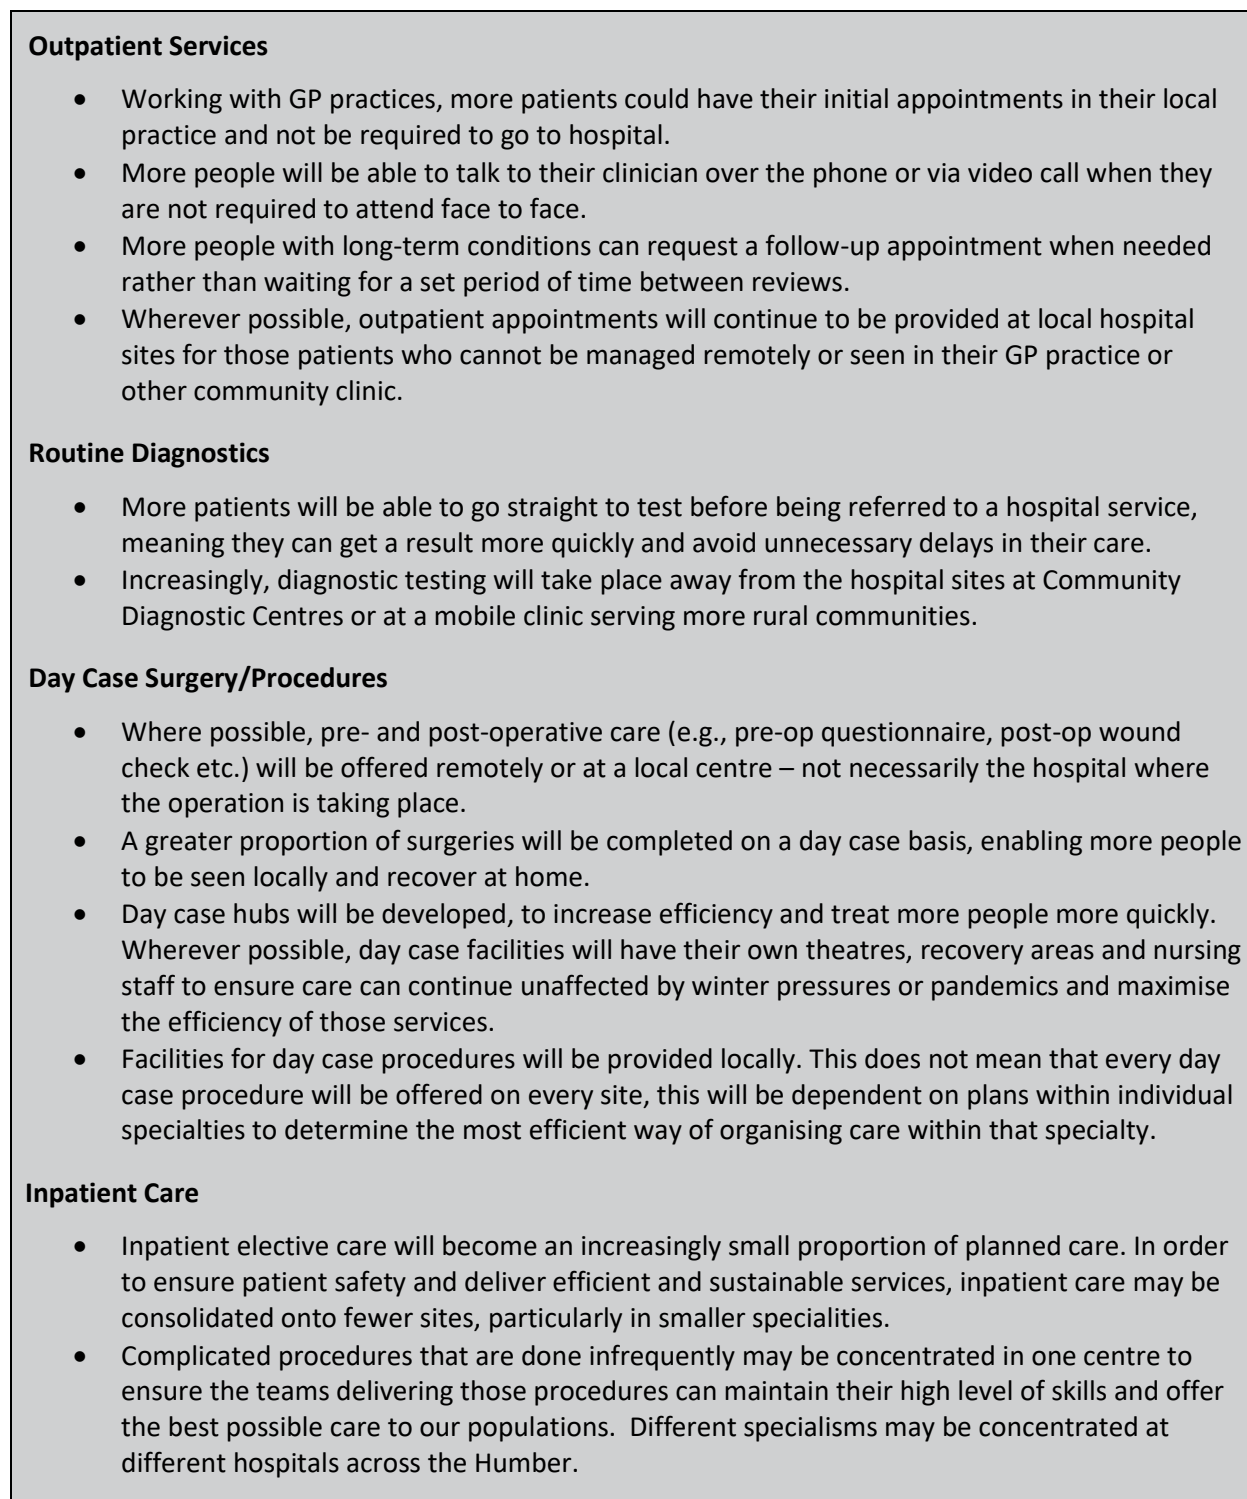 Outpatient Services
• Working with GP practices, more patients could have their initial appointments in their local
practice and not be required to go to hospital.
• More people will be able to talk to their clinician over the phone or via video call when they
are not required to attend face to face.
• More people with long-term conditions can request a follow-up appointment when needed
rather than waiting for a set period of time between reviews.
• Wherever possible, outpatient appointments will continue to be provided at local hospital
sites for those patients who cannot be managed remotely or seen in their GP practice or
other community clinic.
Routine Diagnostics
• More patients will be able to go straight to test before being referred to a hospital service,
meaning they can get a result more quickly and avoid unnecessary delays in their care.
• Increasingly, diagnostic testing will take place away from the hospital sites at Community
Diagnostic Centres or at a mobile clinic serving more rural communities.
Day Case Surgery/Procedures
• Where possible, pre- and post-operative care (e.g., pre-op questionnaire, post-op wound
check etc.) will be offered remotely or at a local centre – not necessarily the hospital where
the operation is taking place.
• A greater proportion of surgeries will be completed on a day case basis, enabling more people
to be seen locally and recover at home.
• Day case hubs will be developed, to increase efficiency and treat more people more quickly.
Wherever possible, day case facilities will have their own theatres, recovery areas and nursing
staff to ensure care can continue unaffected by winter pressures or pandemics and maximise
the efficiency of those services.
• Facilities for day case procedures will be provided locally. This does not mean that every day
case procedure will be offered on every site, this will be dependent on plans within individual
specialties to determine the most efficient way of organising care within that specialty.
Inpatient Care
• Inpatient elective care will become an increasingly small proportion of planned care. In order
to ensure patient safety and deliver efficient and sustainable services, inpatient care may be
consolidated onto fewer sites, particularly in smaller specialities.
• Complicated procedures that are done infrequently may be concentrated in one centre to
ensure the teams delivering those procedures can maintain their high level of skills and offer
the best possible care to our populations.  Different specialisms may be concentrated at
different hospitals across the Humber.